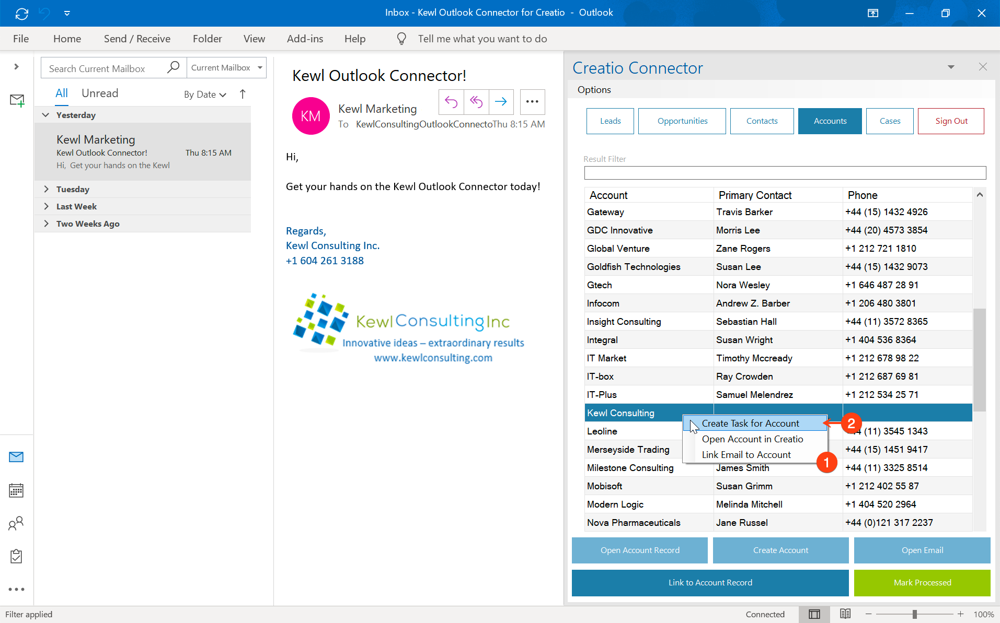 Inbox - Kewl Outlook Connector for Creatio - Outlook
File Home Send / Receive Folder View Add-ins Help Tell me what you want to do
Search Current Mailbox Current Mailbox
All Unread By Date
Yesterday
Kewl Marketing
Kewl Outlook Connector! Thu 8:15 AM
Hi, Get your hands on the Kewl
Tuesday
Last Week
Two Weeks Ago
Kewl Outlook Connector!
KM
Kewl Marketing
To KewlConsultingOutlookConnecto Thu 8:15 AM
Hi,
Get your hands on the Kewl Outlook Connector today!
Regards,
Kewl Consulting Inc.
+1 604 261 3188
Kewl Consulting Inc
Innovative ideas – extraordinary results
www.kewlconsulting.com
Creatio Connector
Options
Leads Opportunities Contacts Accounts Cases Sign Out
Result Filter
Account Primary Contact Phone
Gateway Travis Barker +44 (15) 1432 4926
GDC Innovative Morris Lee +44 (20) 4573 3854
Global Venture Zane Rogers +1 212 721 1810
Goldfish Technologies Susan Lee +44 (15) 1432 9073
Gtech Nora Wesley +1 646 487 28 91
Infocom Andrew Z. Barber +1 206 480 3801
Insight Consulting Sebastian Hall +44 (11) 3572 8365
Integral Susan Wright +1 404 536 8364
IT Market Timothy Mccready +1 212 678 98 22
IT-box Ray Crowden +1 212 687 69 81
IT-Plus Samuel Melendrez +1 212 534 25 71
Kewl Consulting
Create Task for Account 2
Leoline (11) 3545 1343
Open Account in Creatio
Merseyside Trading +44 (15) 1451 9417
Link Email to Account 1
Milestone Consulting James Smith +44 (11) 3325 8514
Mobisoft Susan Grimm +1 212 402 55 87
Modern Logic Melinda Mitchell +1 404 520 2964
Nova Pharmaceuticals Jane Russel +44 (0)121 317 2237
Open Account Record Create Account Open Email
Link to Account Record Mark Processed
Filter applied Connected 100%